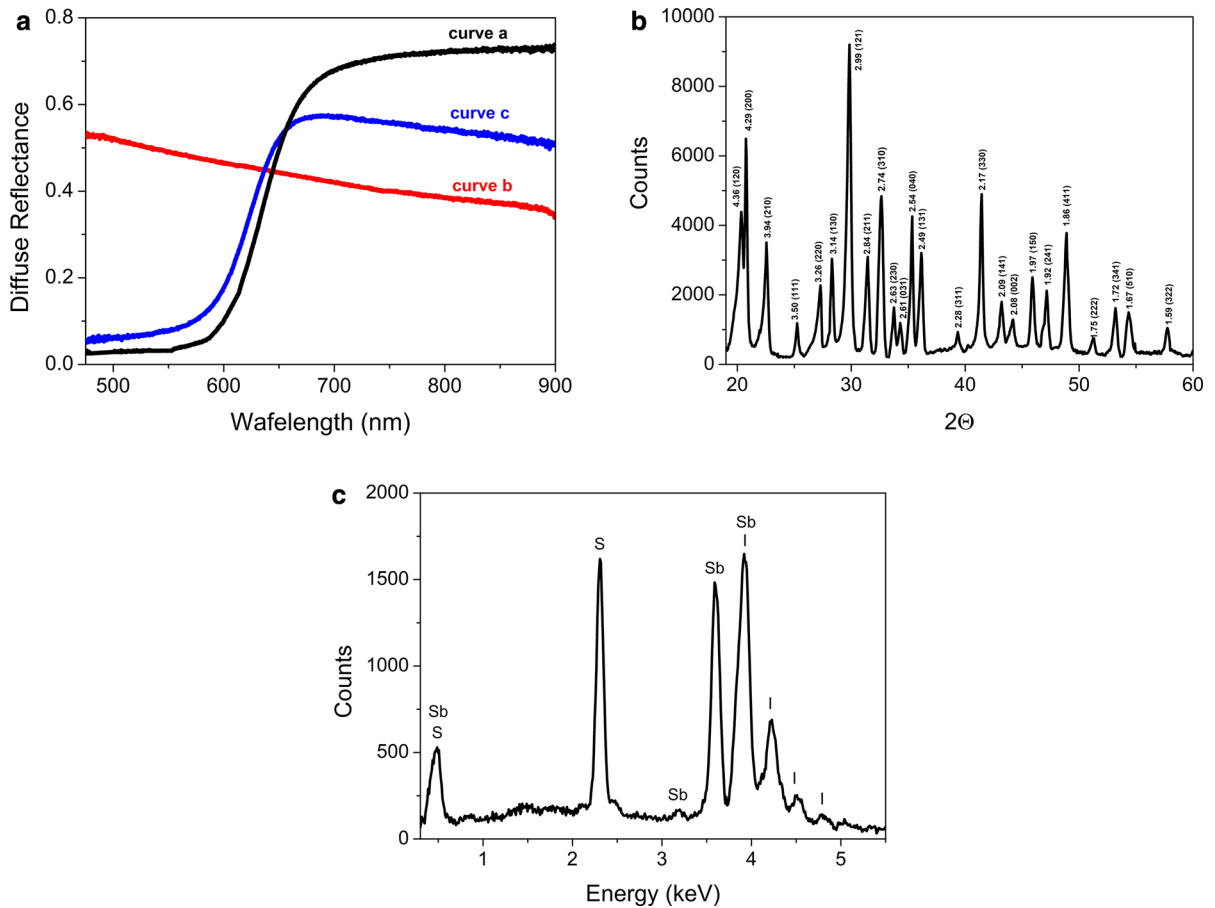 a
0.8
0.6
0.4
0.2
0.0
Diffuse Reflectance
curve a
curve c
curve b
500
600
700
800
900
Wafelength (nm)
b
10000
8000
6000
4000
2000
0
Counts
4.36 (120)
4.29 (200)
3.94 (210)
3.50 (111)
3.26 (220)
3.14 (130)
2.99 (121)
2.84 (211)
2.74 (310)
2.63 (230)
2.61 (031)
2.54 (040)
2.49 (131)
2.28 (311)
2.17 (330)
2.09 (141)
2.08 (002)
1.97 (150)
1.92 (241)
1.86 (411)
1.75 (222)
1.72 (341)
1.67 (510)
1.59 (322)
20
30
40
50
60
2Θ
c
2000
1500
1000
500
0
Counts
Sb
S
S
Sb
Sb
Sb
I
I
I
I
1
2
3
4
5
Energy (keV)